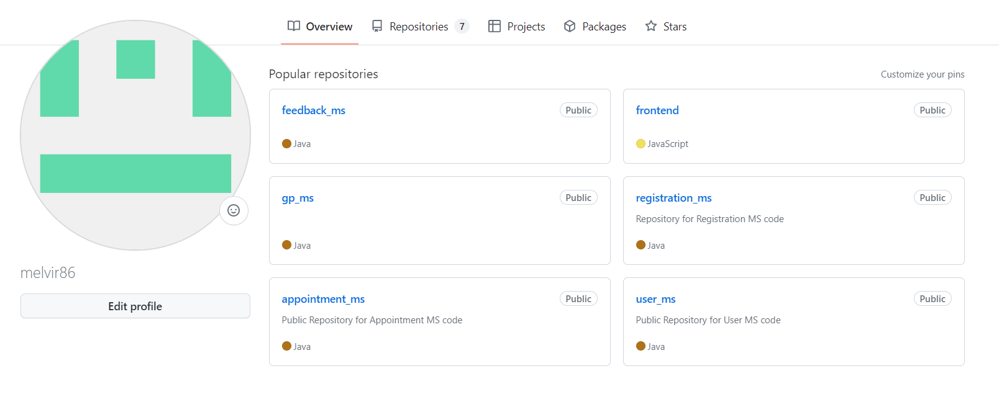 Overview Repositories 7 Projects Packages Stars
Popular repositories Customize your pins
feedback_ms Public
Java
frontend Public
JavaScript
gp_ms Public
Java
registration_ms Public
Repository for Registration MS code
Java
appointment_ms Public
Public Repository for Appointment MS code
Java
user_ms Public
Public Repository for User MS code
Java
melvir86
Edit profile